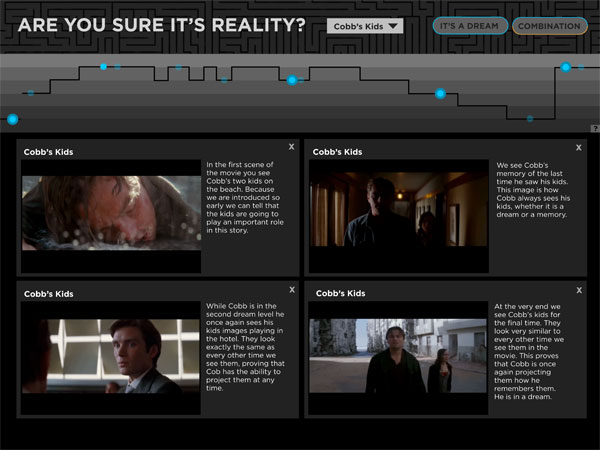 ARE YOU SURE IT'S REALITY?
Cobb's Kids
IT'S A DREAM
COMBINATION
?
Cobb's Kids
X
In the first scene of
the movie you see
Cobb's two kids on
the beach. Because
we are introduced so
early we can tell that
the kids are going to
play an important role
in this story.
Cobb's Kids
X
We see Cobb's
memory of the last
time he saw his kids.
This image is how
Cobb always sees his
kids, whether it is a
dream or a memory.
Cobb's Kids
X
While Cobb is in the
second dream level he
once again sees his
kids images playing in
the hotel. They look
exactly the same as
every other time we
see them, proving that
Cob has the ability to
project them at any
time.
Cobb's Kids
X
At the very end we
see Cobb's kids for
the final time. They
look very similar to
every other time we
see them in the
movie. This proves
that Cobb is once
again projecting
them how he
remembers them.
He is in a dream.